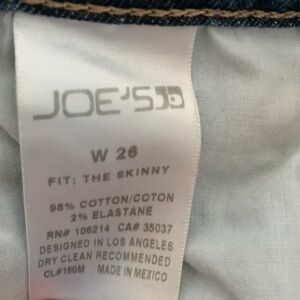 JOE'S
W 26
FIT: THE SKINNY
98% COTTON/COTON
2% ELASTANE
RN# 106214 CA# 35037
DESIGNED IN LOS ANGELES
DRY CLEAN RECOMMENDED
CL#160M MADE IN MEXICO